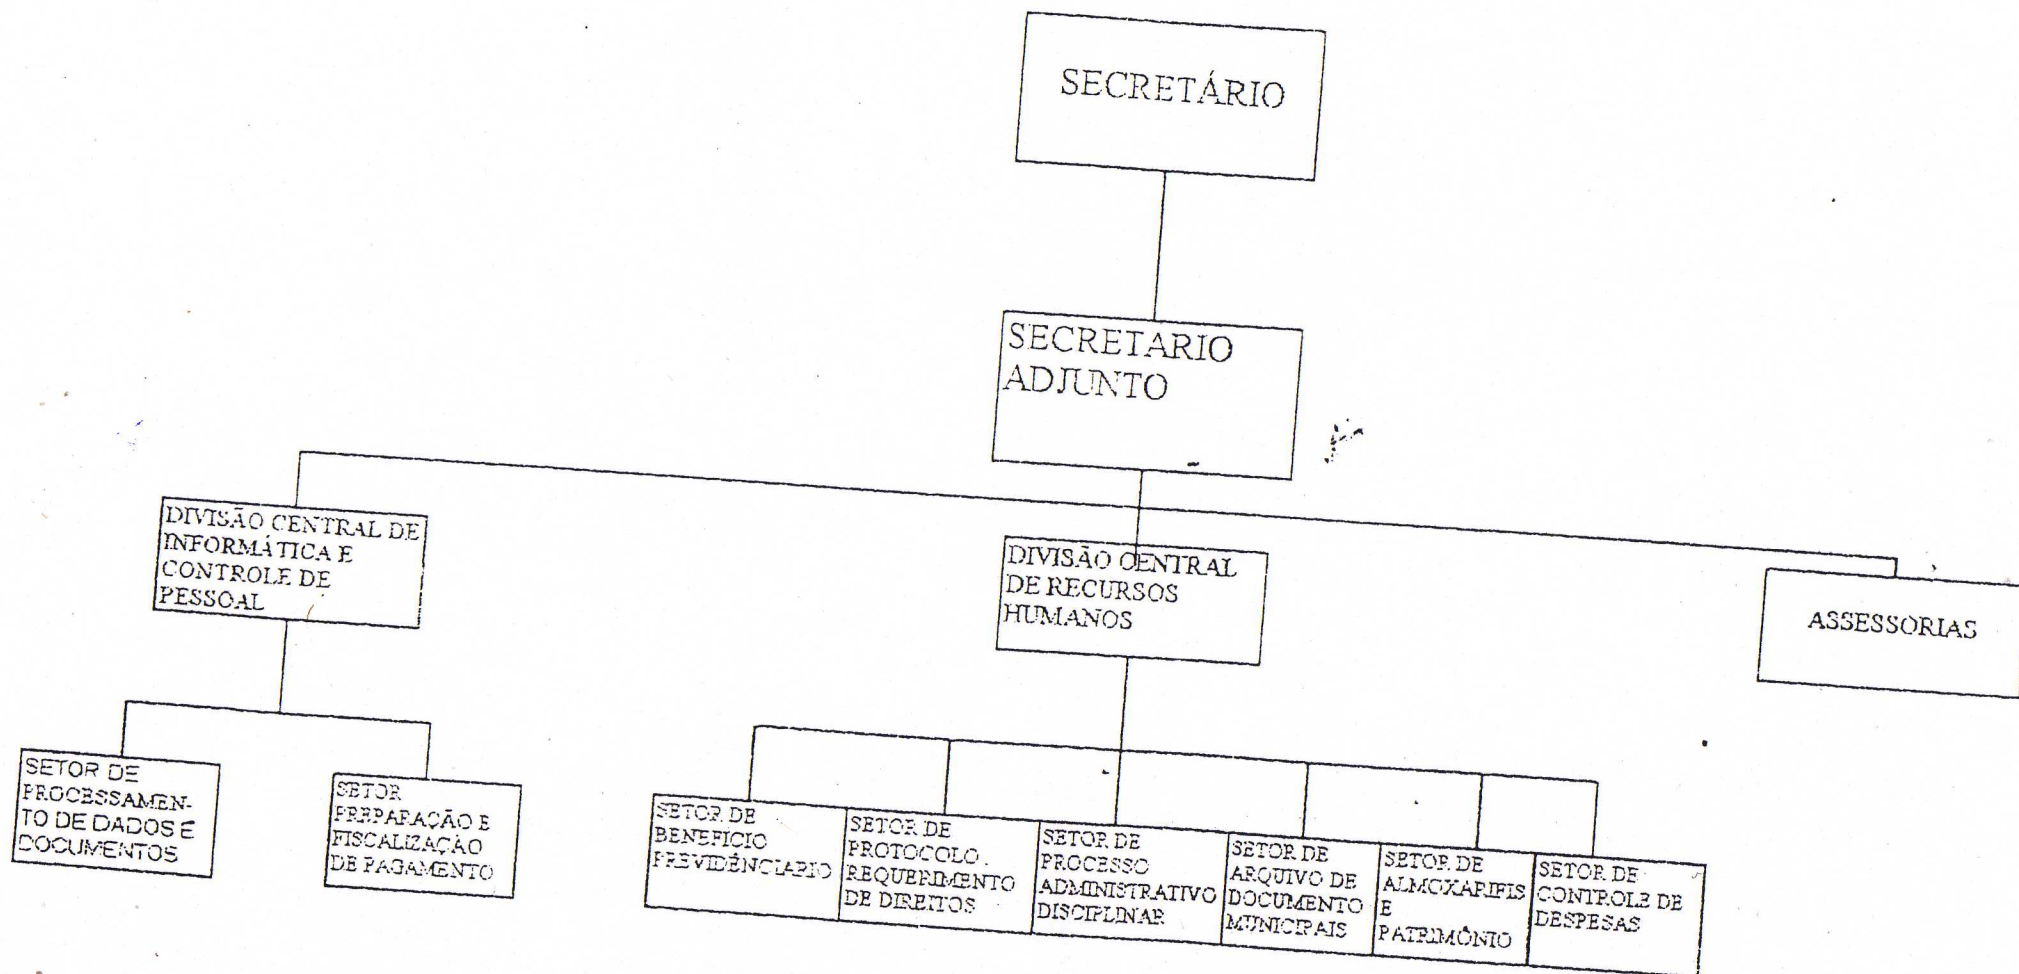 SECRETÁRIO
SECRETARIO
ADJUNTO
DIVISÃO CENTRAL DE
INFORMÁTICA E
CONTROLE DE
PESSOAL
DIVISÃO CENTRAL
DE RECURSOS
HUMANOS
ASSESSORIAS
SETOR DE
PROCESSAMEN-
TO DE DADOS E
DOCUMENTOS
SETOR
PREPARAÇÃO E
FISCALIZAÇÃO
DE PAGAMENTO
SETOR DE
BENEFICIO
PREVIDÊNCIARIO
SETOR DE
PROTOCOLO.
REQUERIMENTO
DE DIREITOS
SETOR DE
PROCESSO
ADMINISTRATIVO
DISCIPLINAR
SETOR DE
ARQUIVO DE
DOCUMENTO
MUNICIPAIS
SETOR DE
ALMOXARIFIS
E
PATRIMÔNIO
SETOR DE
CONTROLE DE
DESPESAS